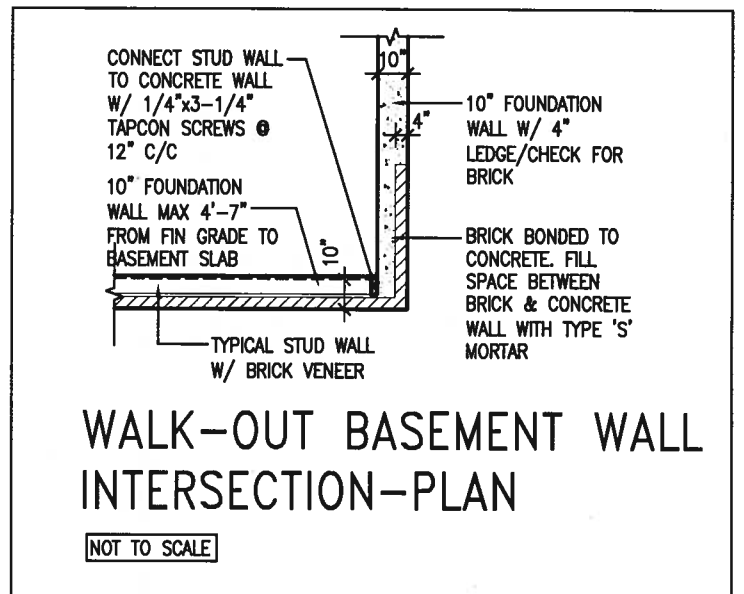 CONNECT STUD WALL
TO CONCRETE WALL
W/ 1/4"x3-1/4"
TAPCON SCREWS @
12" C/C
10" FOUNDATION
WALL MAX 4'-7"
FROM FIN GRADE TO
BASEMENT SLAB
10"
10"
4"
10" FOUNDATION
WALL W/ 4"
LEDGE/CHECK FOR
BRICK
BRICK BONDED TO
CONCRETE. FILL
SPACE BETWEEN
BRICK & CONCRETE
WALL WITH TYPE 'S'
MORTAR
TYPICAL STUD WALL
W/ BRICK VENEER
WALK-OUT BASEMENT WALL
INTERSECTION-PLAN
NOT TO SCALE